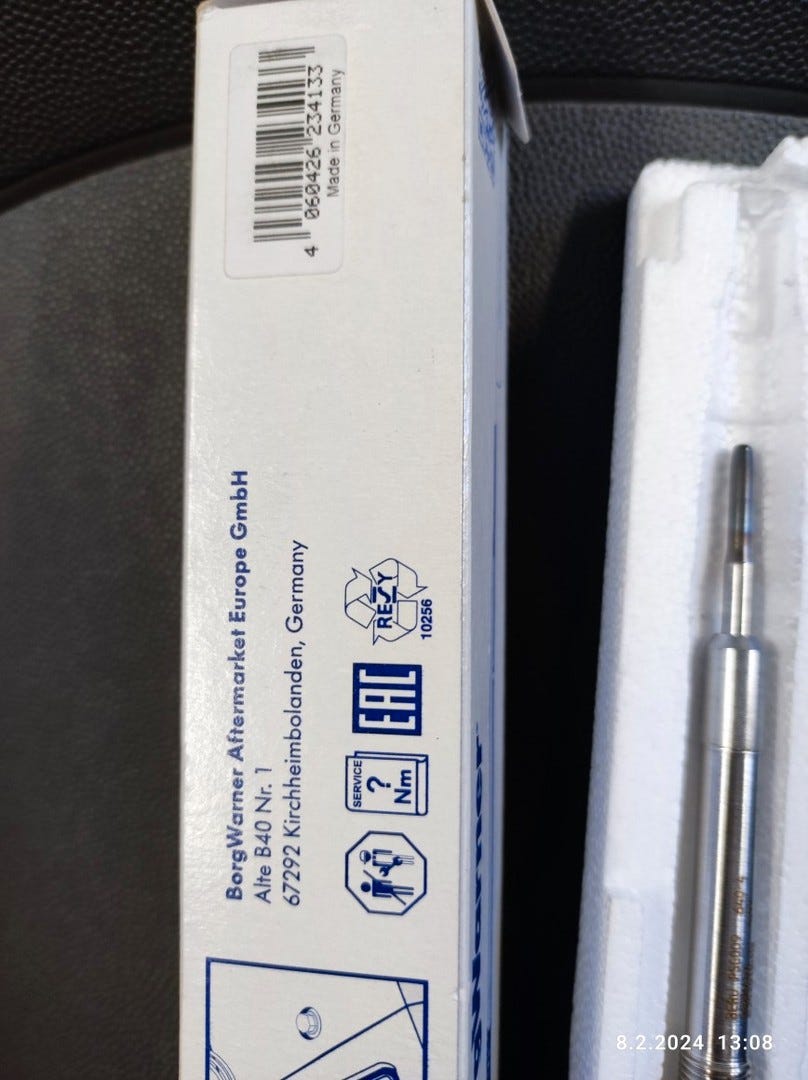 4 060426 234133
Made in Germany
BorgWarner Aftermarket Europe GmbH
Alte B40 Nr. 1
67292 Kirchheimbolanden, Germany
RESY
10256
EAC
SERVICE
?
Nm
BERU
8.2.2024 13:08